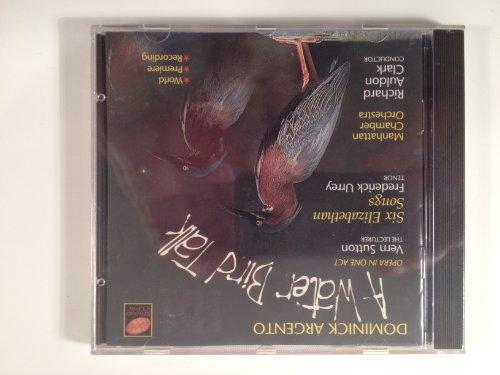 DOMINICK ARGENTO
A Water Bird Talk
OPERA IN ONE ACT
Vern Sutton
THE LECTURER
Six Elizabethan
Songs
Frederick Urrey
TENOR
Manhattan
Chamber
Orchestra
Richard
Auldon
Clark
CONDUCTOR
★ World
★ Premiere
★ Recording